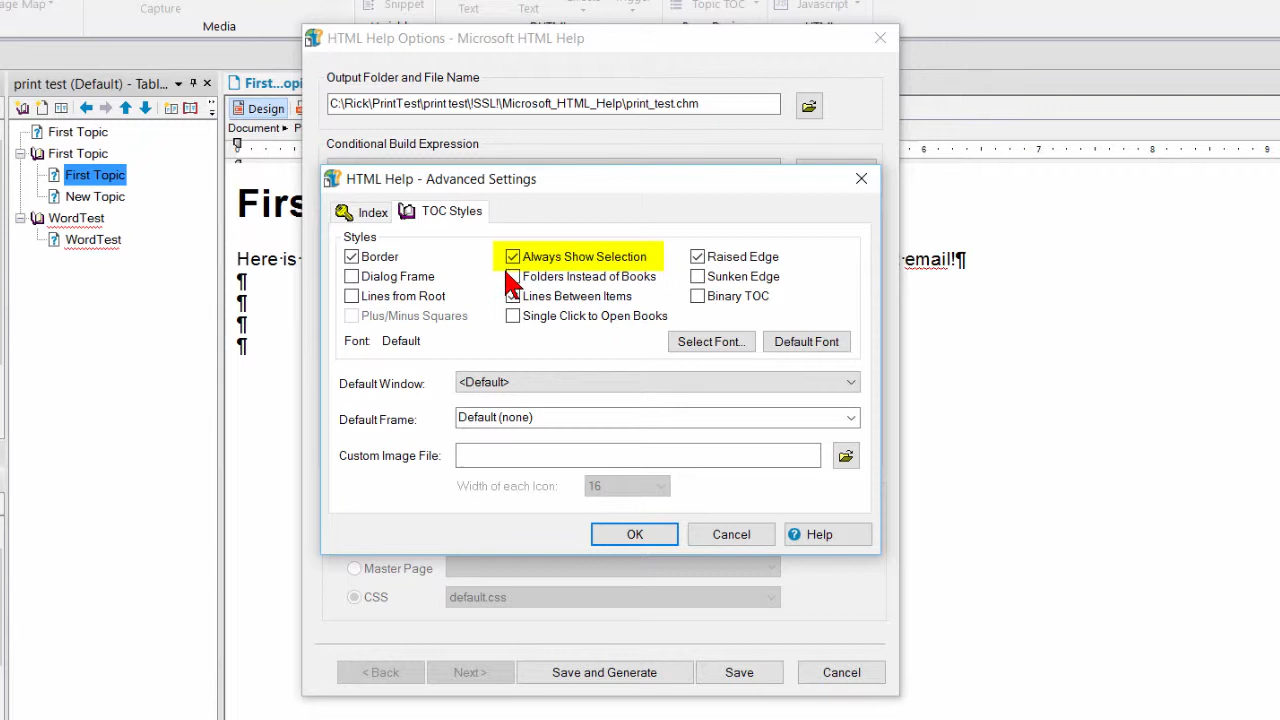 age Map
Capture
Media
Snippet
Text
Text
Topic TOC
Javascript
HTML Help Options - Microsoft HTML Help
print test (Default) - Tabl...
First...opi
Output Folder and File Name
C:\Rick\PrintTest\print test\!SSL!\Microsoft_HTML_Help\print_test.chm
Design
Document
First Topic
First Topic
First Topic
New Topic
WordTest
WordTest
Conditional Build Expression
6 7 8 9
HTML Help - Advanced Settings
Index
TOC Styles
Firs
Here·is·
email!¶
¶
¶
¶
¶
Styles
Border
Always Show Selection
Raised Edge
Dialog Frame
Folders Instead of Books
Sunken Edge
Lines from Root
Lines Between Items
Binary TOC
Plus/Minus Squares
Single Click to Open Books
Font: Default
Select Font...
Default Font
Default Window:
<Default>
Default Frame:
Default (none)
Custom Image File:
Width of each Icon:
16
OK
Cancel
Help
Master Page
CSS
default.css
< Back
Next >
Save and Generate
Save
Cancel